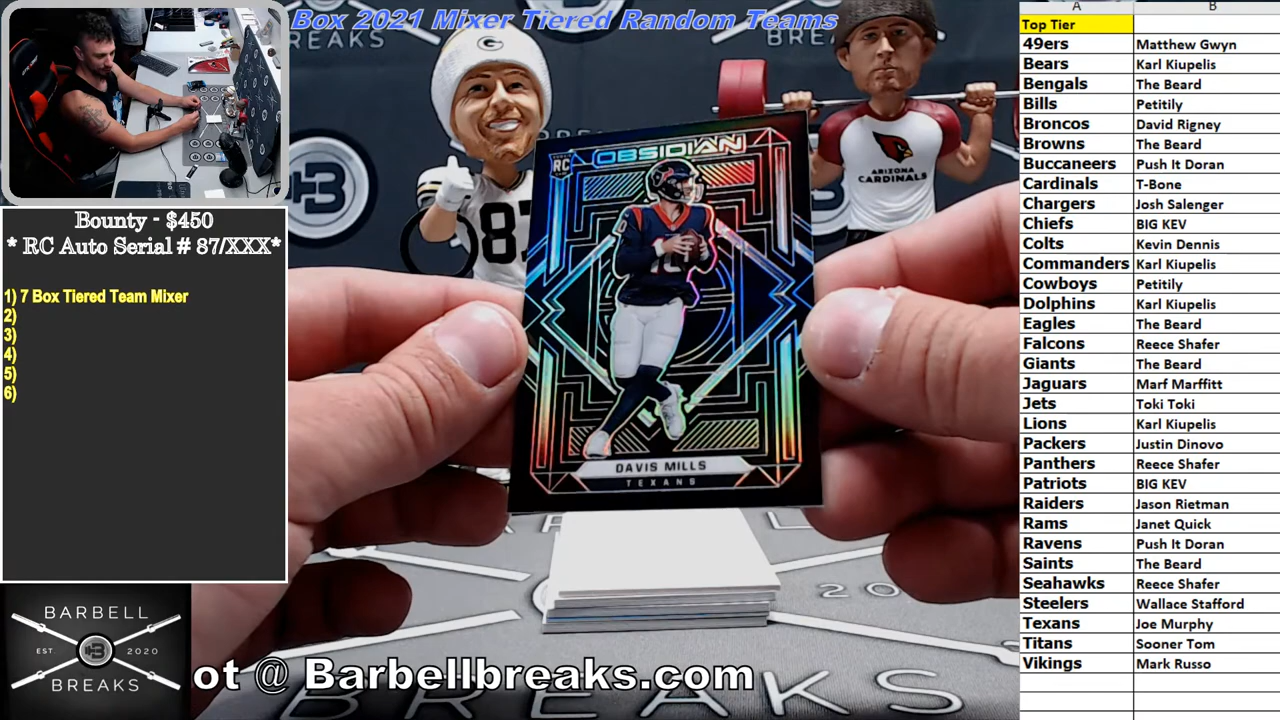 Box 2021 Mixer Tiered Random Teams
BREAKS
BREAKS
G
87
ARIZONA
CARDINALS
Bounty - $450
* RC Auto Serial # 87/XXX*
1) 7 Box Tiered Team Mixer
2)
3)
4)
5)
6)
RC
OBSIDIAN
10
DAVIS MILLS
TEXANS
20
BREAKS
BARBELL
EST 2020
BREAKS
ot @ Barbellbreaks.com
A B
Top Tier
49ers Matthew Gwyn
Bears Karl Kiupelis
Bengals The Beard
Bills Petitily
Broncos David Rigney
Browns The Beard
Buccaneers Push It Doran
Cardinals T-Bone
Chargers Josh Salenger
Chiefs BIG KEV
Colts Kevin Dennis
Commanders Karl Kiupelis
Cowboys Petitily
Dolphins Karl Kiupelis
Eagles The Beard
Falcons Reece Shafer
Giants The Beard
Jaguars Marf Marffitt
Jets Toki Toki
Lions Karl Kiupelis
Packers Justin Dinovo
Panthers Reece Shafer
Patriots BIG KEV
Raiders Jason Rietman
Rams Janet Quick
Ravens Push It Doran
Saints The Beard
Seahawks Reece Shafer
Steelers Wallace Stafford
Texans Joe Murphy
Titans Sooner Tom
Vikings Mark Russo